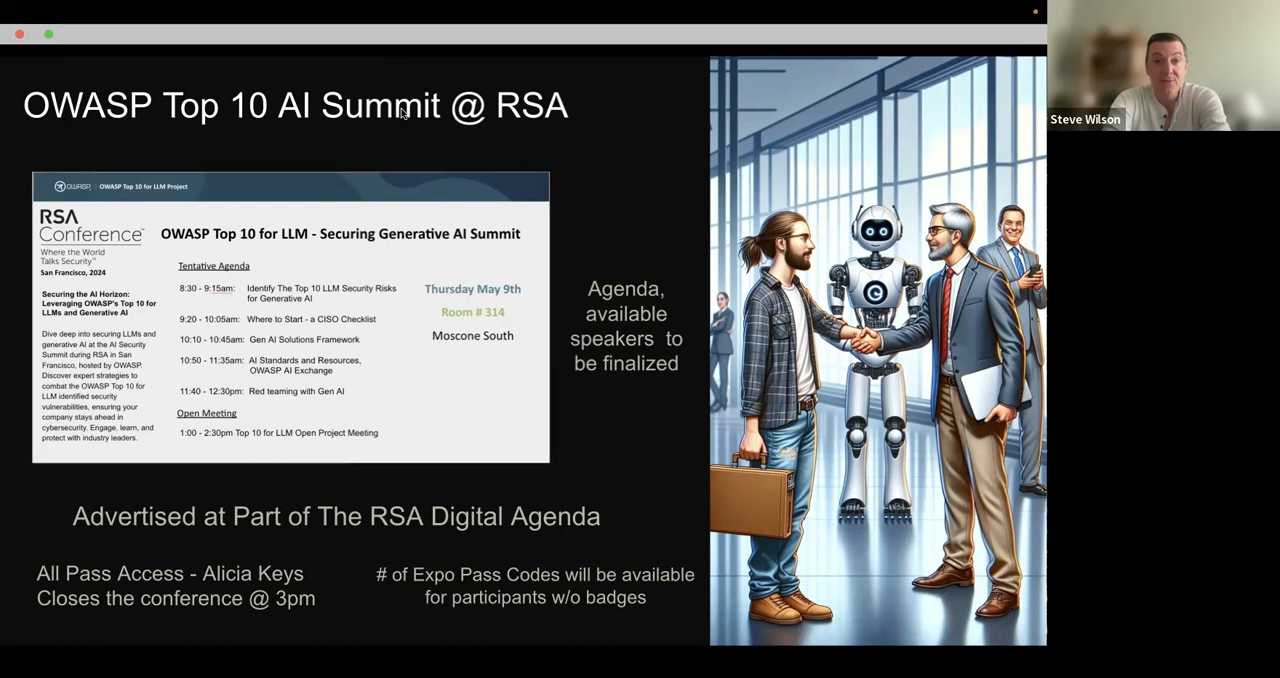 OWASP Top 10 AI Summit @ RSA
Steve Wilson
OWASP OWASP Top 10 for LLM Project
RSA
Conference™
Where the World
Talks Security™
San Francisco, 2024
Securing the AI Horizon:
Leveraging OWASP's Top 10 for
LLMs and Generative AI
Dive deep into securing LLMs and
generative AI at the AI Security
Summit during RSA in San
Francisco, hosted by OWASP.
Discover expert strategies to
combat the OWASP Top 10 for
LLM identified security
vulnerabilities, ensuring your
company stays ahead in
cybersecurity. Engage, learn, and
protect with industry leaders.
OWASP Top 10 for LLM - Securing Generative AI Summit
Tentative Agenda
8:30 - 9:15am: Identify The Top 10 LLM Security Risks
for Generative AI
9:20 - 10:05am: Where to Start - a CISO Checklist
10:10 - 10:45am: Gen AI Solutions Framework
10:50 - 11:35am: AI Standards and Resources,
OWASP AI Exchange
11:40 - 12:30pm: Red teaming with Gen AI
Open Meeting
1:00 - 2:30pm Top 10 for LLM Open Project Meeting
Thursday May 9th
Room # 314
Moscone South
Agenda,
available
speakers to
be finalized
Advertised at Part of The RSA Digital Agenda
All Pass Access - Alicia Keys
Closes the conference @ 3pm
# of Expo Pass Codes will be available
for participants w/o badges